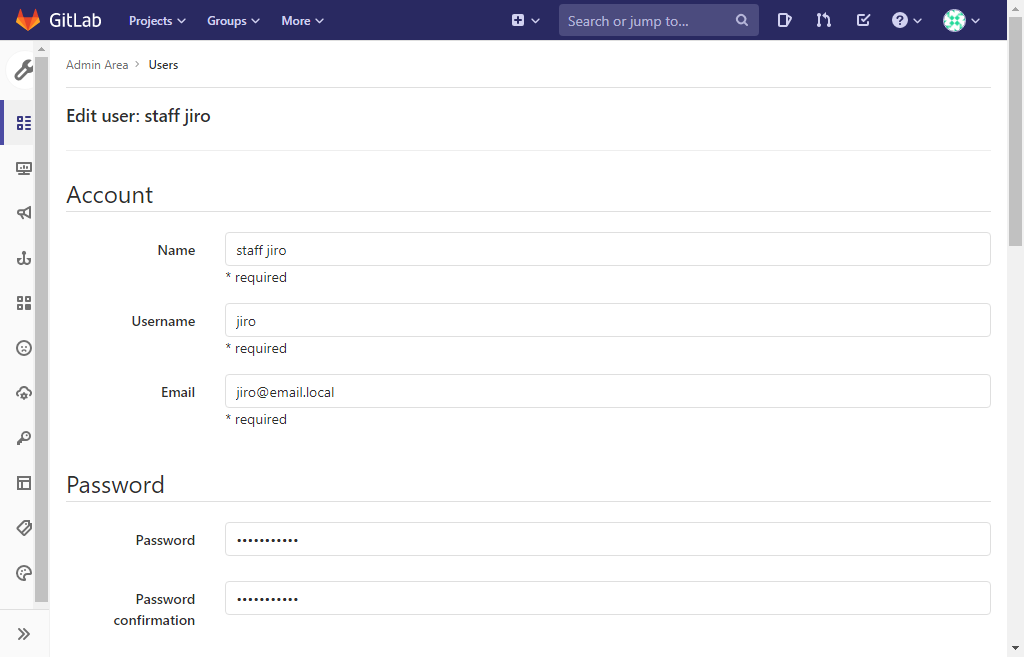 GitLab Projects Groups More Search or jump to...
Admin Area > Users
Edit user: staff jiro
Account
Name staff jiro
* required
Username jiro
* required
Email jiro@email.local
* required
Password
Password •••••••••••
Password confirmation •••••••••••